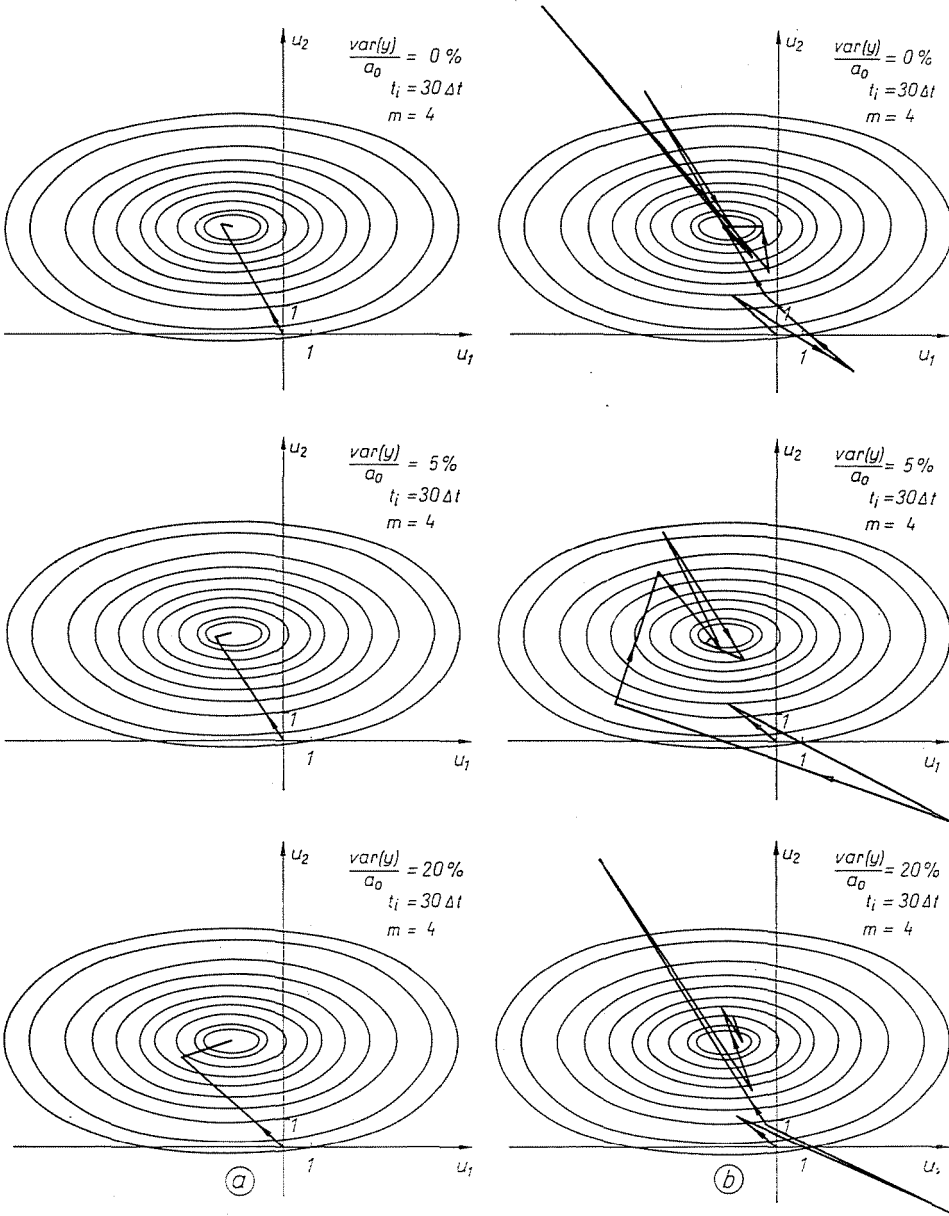 u₂
var(y)/a₀ = 0 %
tᵢ = 30 Δt
m = 4
1
1
u₁
u₂
var(y)/a₀ = 0 %
tᵢ = 30 Δt
m = 4
1
1
u₁
u₂
var(y)/a₀ = 5 %
tᵢ = 30 Δt
m = 4
1
1
u₁
u₂
var(y)/a₀ = 5 %
tᵢ = 30 Δt
m = 4
1
1
u₁
u₂
var(y)/a₀ = 20 %
tᵢ = 30 Δt
m = 4
1
1
u₁
a
u₂
var(y)/a₀ = 20 %
tᵢ = 30 Δt
m = 4
1
1
b